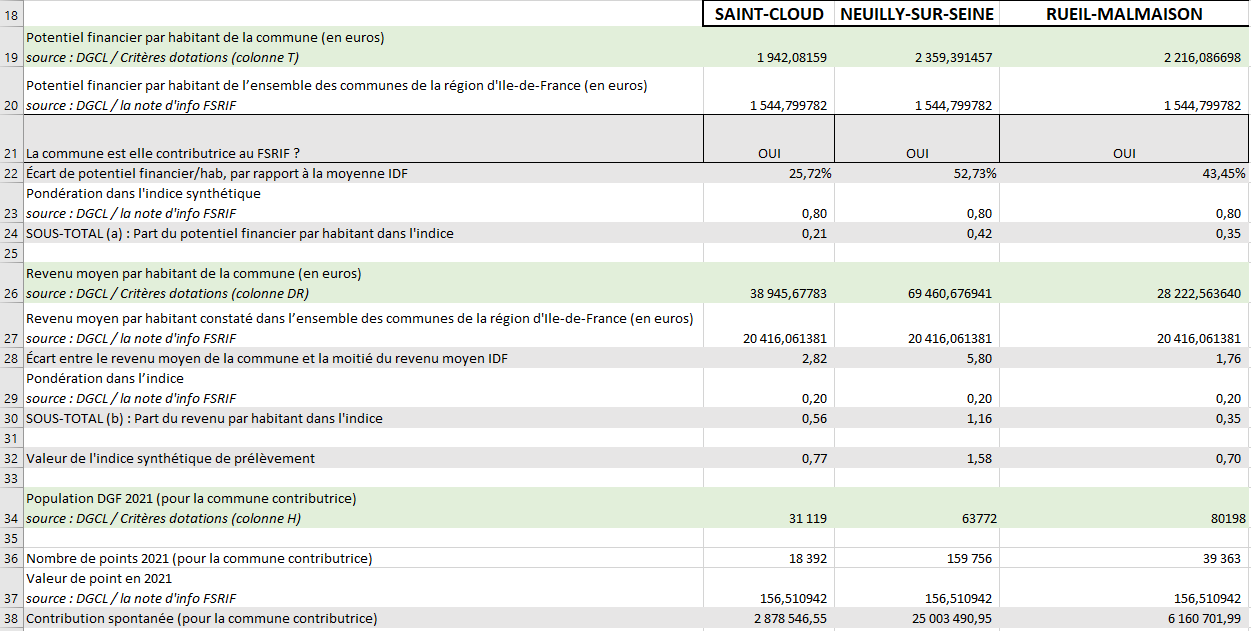 18 SAINT-CLOUD NEUILLY-SUR-SEINE RUEIL-MALMAISON
Potentiel financier par habitant de la commune (en euros)
19 source : DGCL / Critères dotations (colonne T) 1 942,08159 2 359,391457 2 216,086698
Potentiel financier par habitant de l’ensemble des communes de la région d'Ile-de-France (en euros)
20 source : DGCL / la note d'info FSRIF 1 544,799782 1 544,799782 1 544,799782
21 La commune est elle contributrice au FSRIF ? OUI OUI OUI
22 Écart de potentiel financier/hab, par rapport à la moyenne IDF 25,72% 52,73% 43,45%
Pondération dans l'indice synthétique
23 source : DGCL / la note d'info FSRIF 0,80 0,80 0,80
24 SOUS-TOTAL (a) : Part du potentiel financier par habitant dans l'indice 0,21 0,42 0,35
25
Revenu moyen par habitant de la commune (en euros)
26 source : DGCL / Critères dotations (colonne DR) 38 945,67783 69 460,676941 28 222,563640
Revenu moyen par habitant constaté dans l’ensemble des communes de la région d'Ile-de-France (en euros)
27 source : DGCL / la note d'info FSRIF 20 416,061381 20 416,061381 20 416,061381
28 Écart entre le revenu moyen de la commune et la moitié du revenu moyen IDF 2,82 5,80 1,76
Pondération dans l’indice
29 source : DGCL / la note d'info FSRIF 0,20 0,20 0,20
30 SOUS-TOTAL (b) : Part du revenu par habitant dans l'indice 0,56 1,16 0,35
31
32 Valeur de l'indice synthétique de prélèvement 0,77 1,58 0,70
33
Population DGF 2021 (pour la commune contributrice)
34 source : DGCL / Critères dotations (colonne H) 31 119 63772 80198
35
36 Nombre de points 2021 (pour la commune contributrice) 18 392 159 756 39 363
Valeur de point en 2021
37 source : DGCL / la note d'info FSRIF 156,510942 156,510942 156,510942
38 Contribution spontanée (pour la commune contributrice) 2 878 546,55 25 003 490,95 6 160 701,99